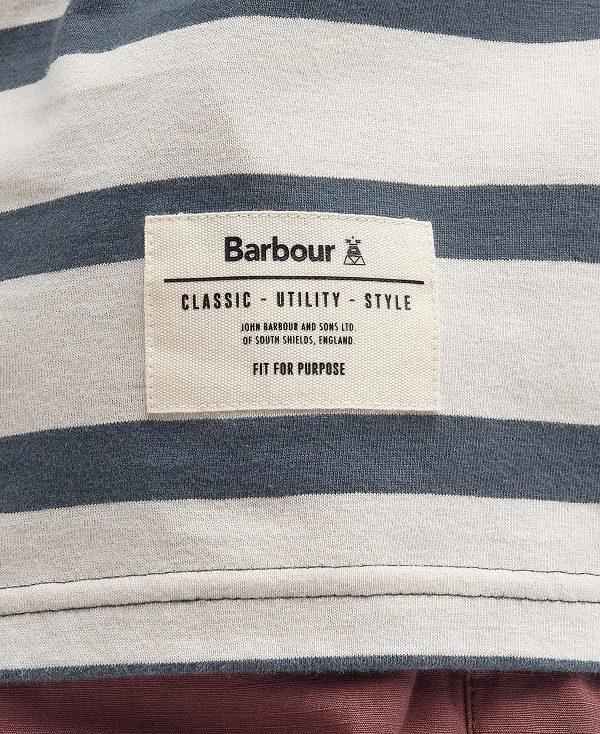 Barbour
CLASSIC - UTILITY - STYLE
JOHN BARBOUR AND SONS LTD.
OF SOUTH SHIELDS, ENGLAND.
FIT FOR PURPOSE